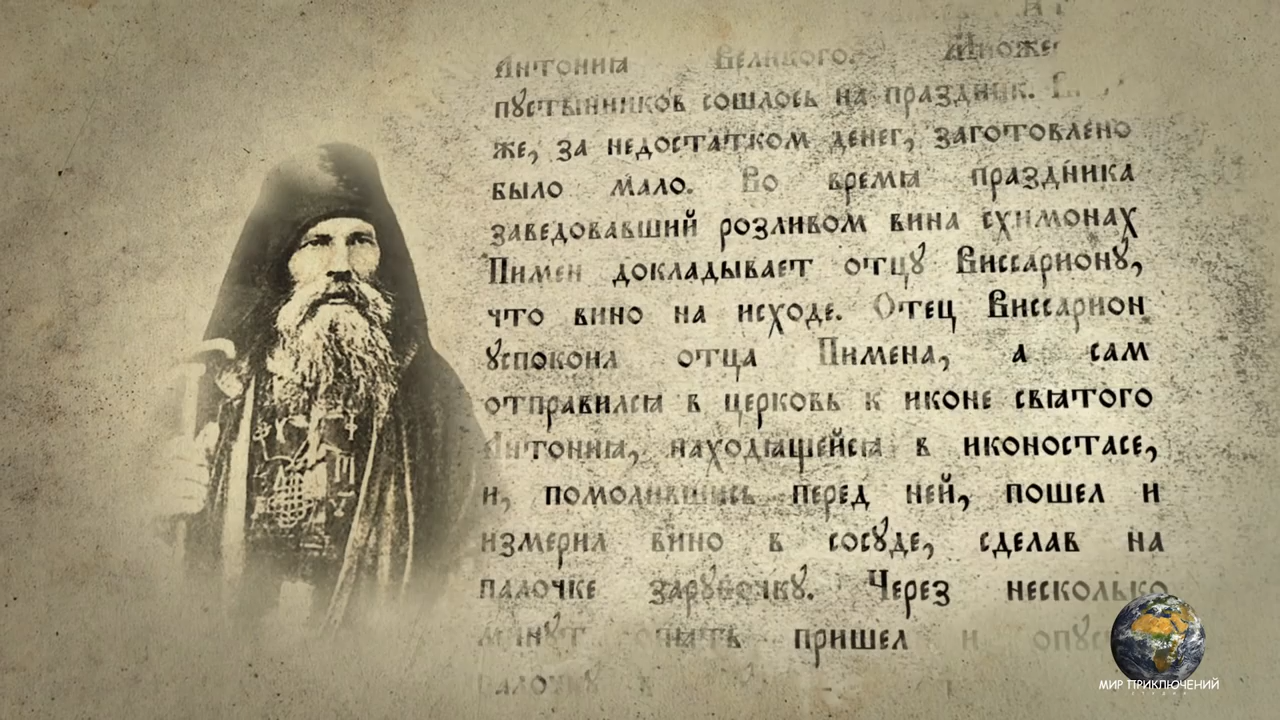 Антония Великого.
пустынников сошлось на праздник.
же, за недостатком денег, заготовлено
было мало. Во время праздника
заведовавший розливом вина схимонах
Пимен докладывает отцу Виссариону,
что вино на исходе. Отец Виссарион
успокоил отца Пимена, а сам
отправился в церковь к иконе святого
Антония, находящейся в иконостасе,
и, помолившись перед ней, пошел и
измерил вино в сосуде, сделав на
палочке зарубочку. Через несколько
минут опять пришел и
МИР ПРИКЛЮЧЕНИЙ